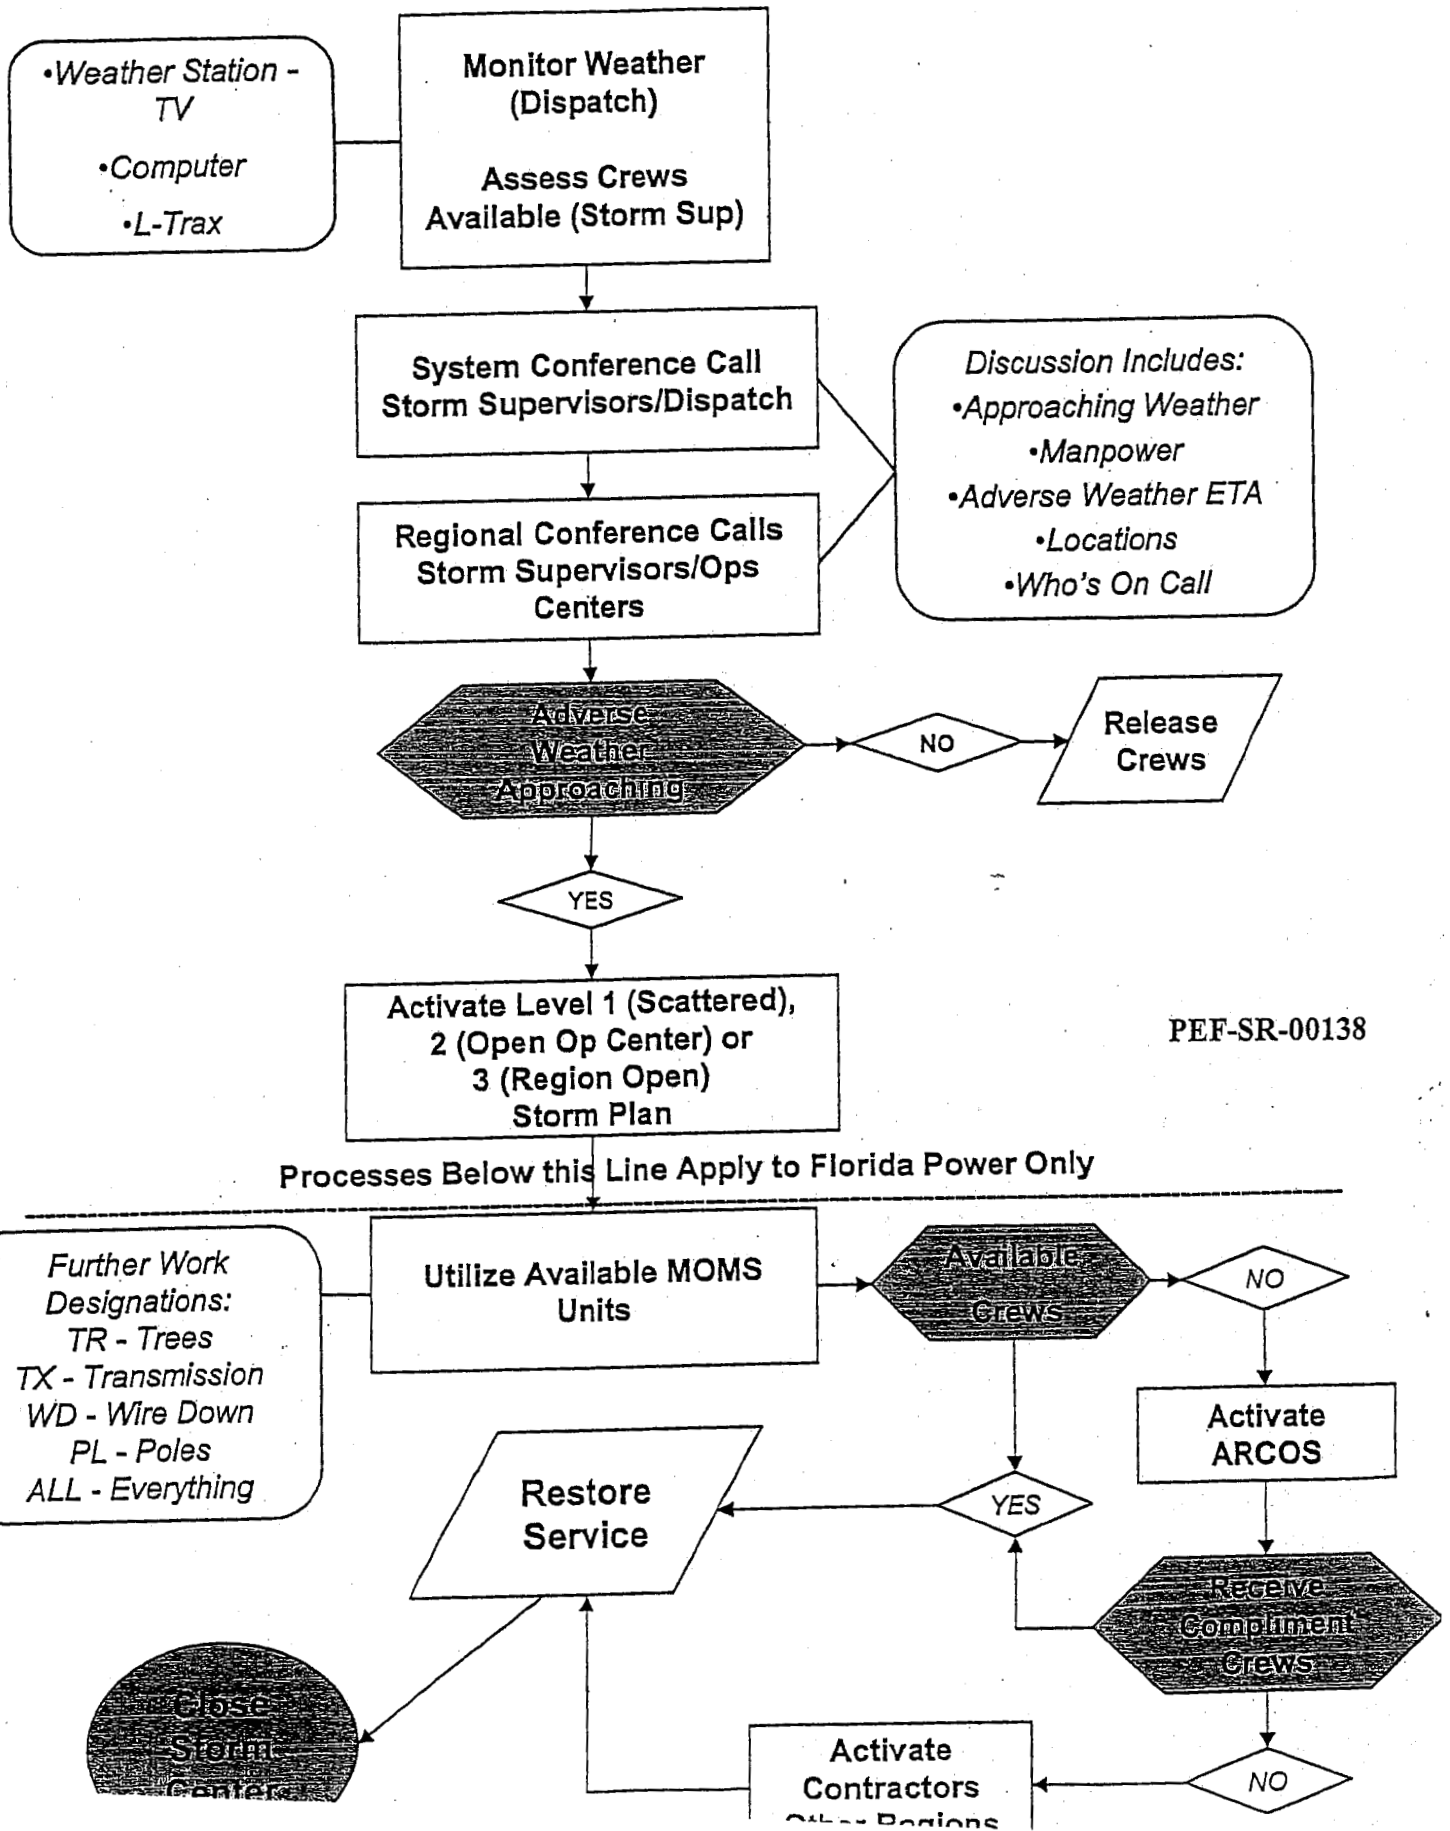 •Weather Station -
TV
•Computer
•L-Trax
Monitor Weather
(Dispatch)
Assess Crews
Available (Storm Sup)
System Conference Call
Storm Supervisors/Dispatch
Discussion Includes:
•Approaching Weather
•Manpower
•Adverse Weather ETA
•Locations
•Who's On Call
Regional Conference Calls
Storm Supervisors/Ops
Centers
Adverse
Weather
Approaching
NO
Release
Crews
YES
Activate Level 1 (Scattered),
2 (Open Op Center) or
3 (Region Open)
Storm Plan
PEF-SR-00138
Processes Below this Line Apply to Florida Power Only
Further Work
Designations:
TR - Trees
TX - Transmission
WD - Wire Down
PL - Poles
ALL - Everything
Utilize Available MOMS
Units
Available
Crews
NO
Activate
ARCOS
YES
Restore
Service
Receive
Compliment
Crews
NO
Activate
Contractors
Other Regions
Close
Storm
Center